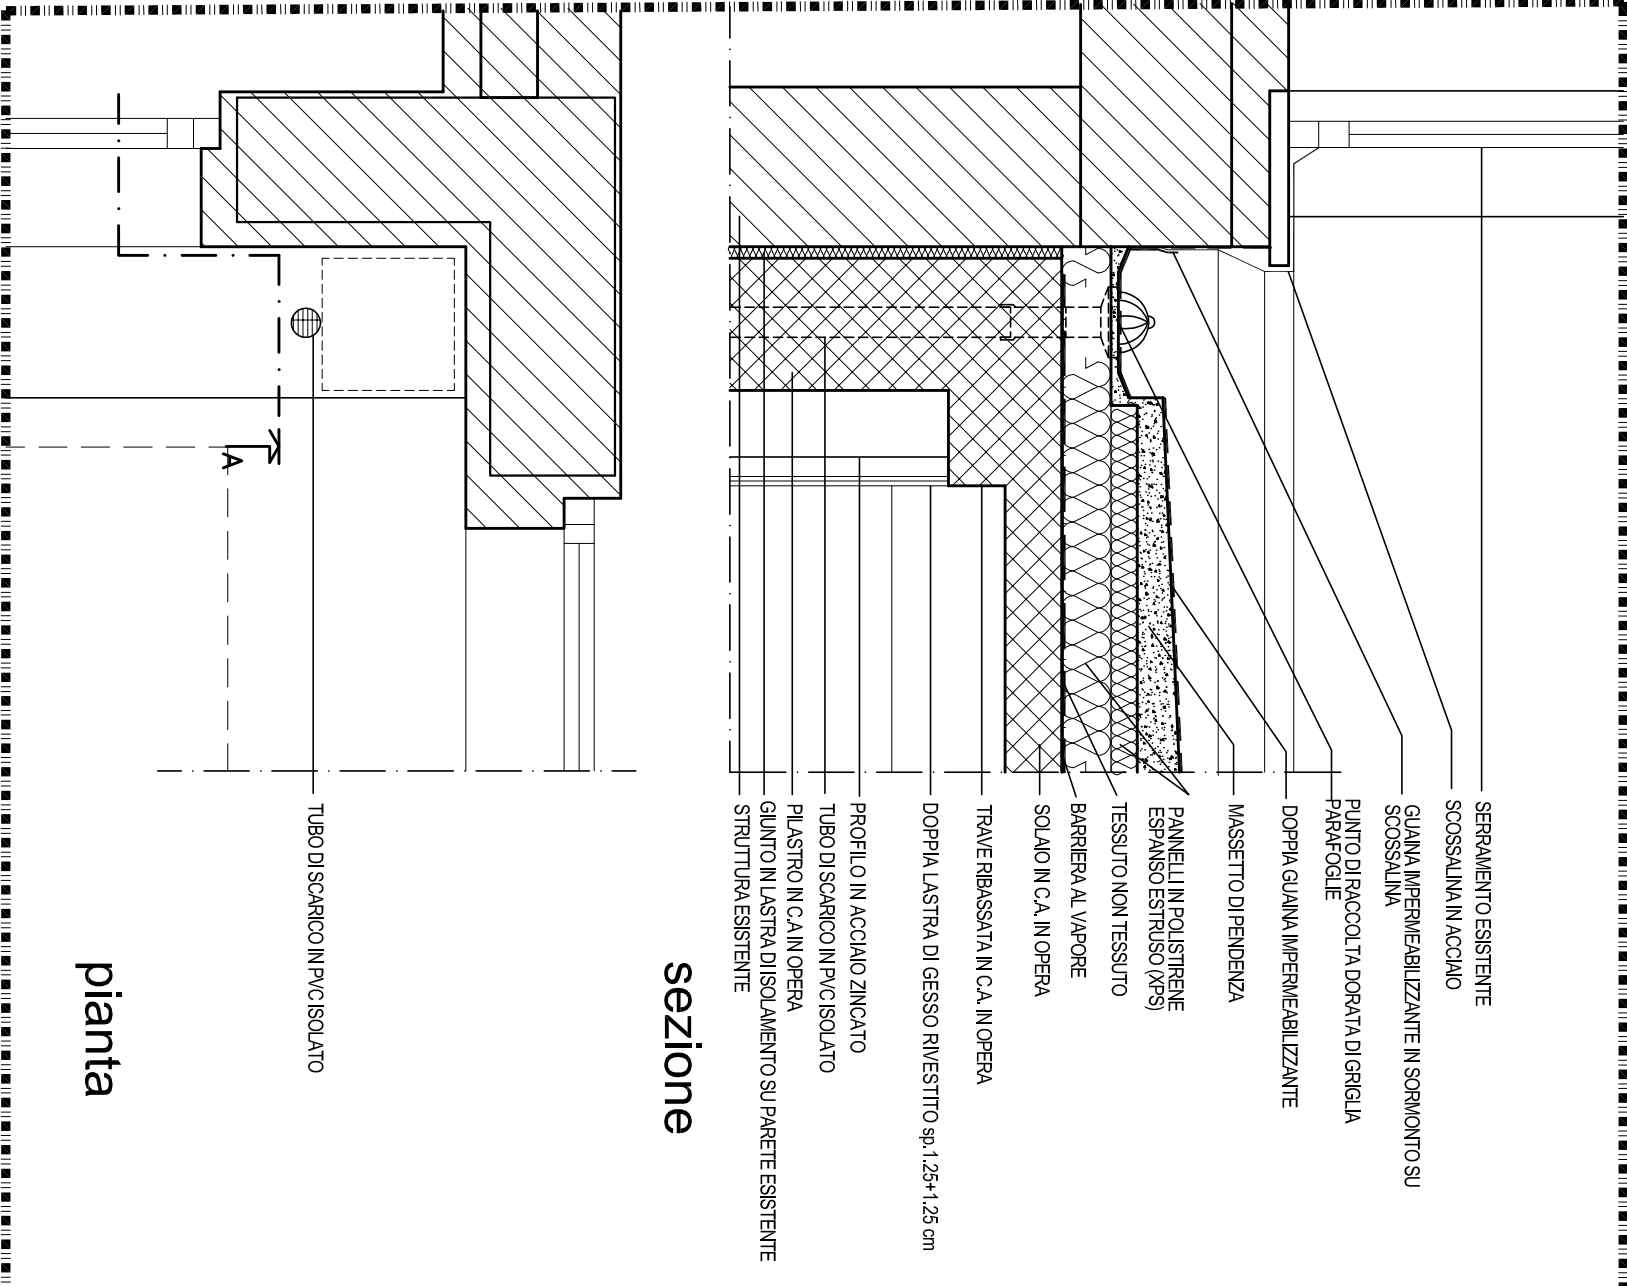 SERRAMENTO ESISTENTE
SCOSSALINA IN ACCIAIO
GUAINA IMPERMEABILIZZANTE IN SORMONTO SU
SCOSSALINA
PUNTO DI RACCOLTA DORATA DI GRIGLIA
PARAFOGLIE
DOPPIA GUAINA IMPERMEABILIZZANTE
MASSETTO DI PENDENZA
PANNELLI IN POLISTIRENE
ESPANSO ESTRUSO (XPS)
TESSUTO NON TESSUTO
BARRIERA AL VAPORE
SOLAIO IN C.A. IN OPERA
TRAVE RIBASSATA IN C.A. IN OPERA
DOPPIA LASTRA DI GESSO RIVESTITO sp.1.25+1.25 cm
PROFILO IN ACCIAIO ZINCATO
TUBO DI SCARICO IN PVC ISOLATO
PILASTRO IN C.A IN OPERA
GIUNTO IN LASTRA DI ISOLAMENTO SU PARETE ESISTENTE
STRUTTURA ESISTENTE
sezione
TUBO DI SCARICO IN PVC ISOLATO
A
pianta